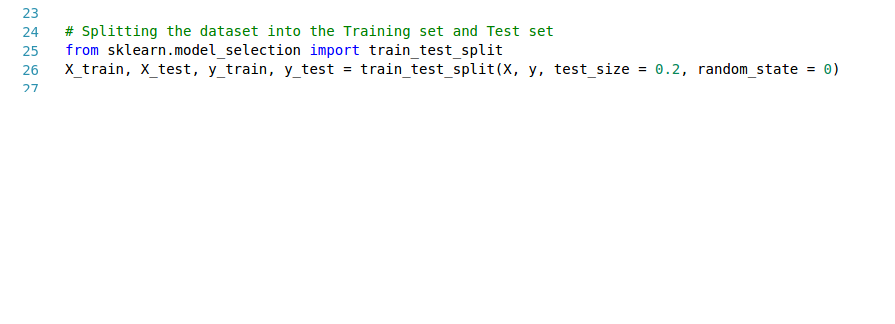 23
24 # Splitting the dataset into the Training set and Test set
25 from sklearn.model_selection import train_test_split
26 X_train, X_test, y_train, y_test = train_test_split(X, y, test_size = 0.2, random_state = 0)
27